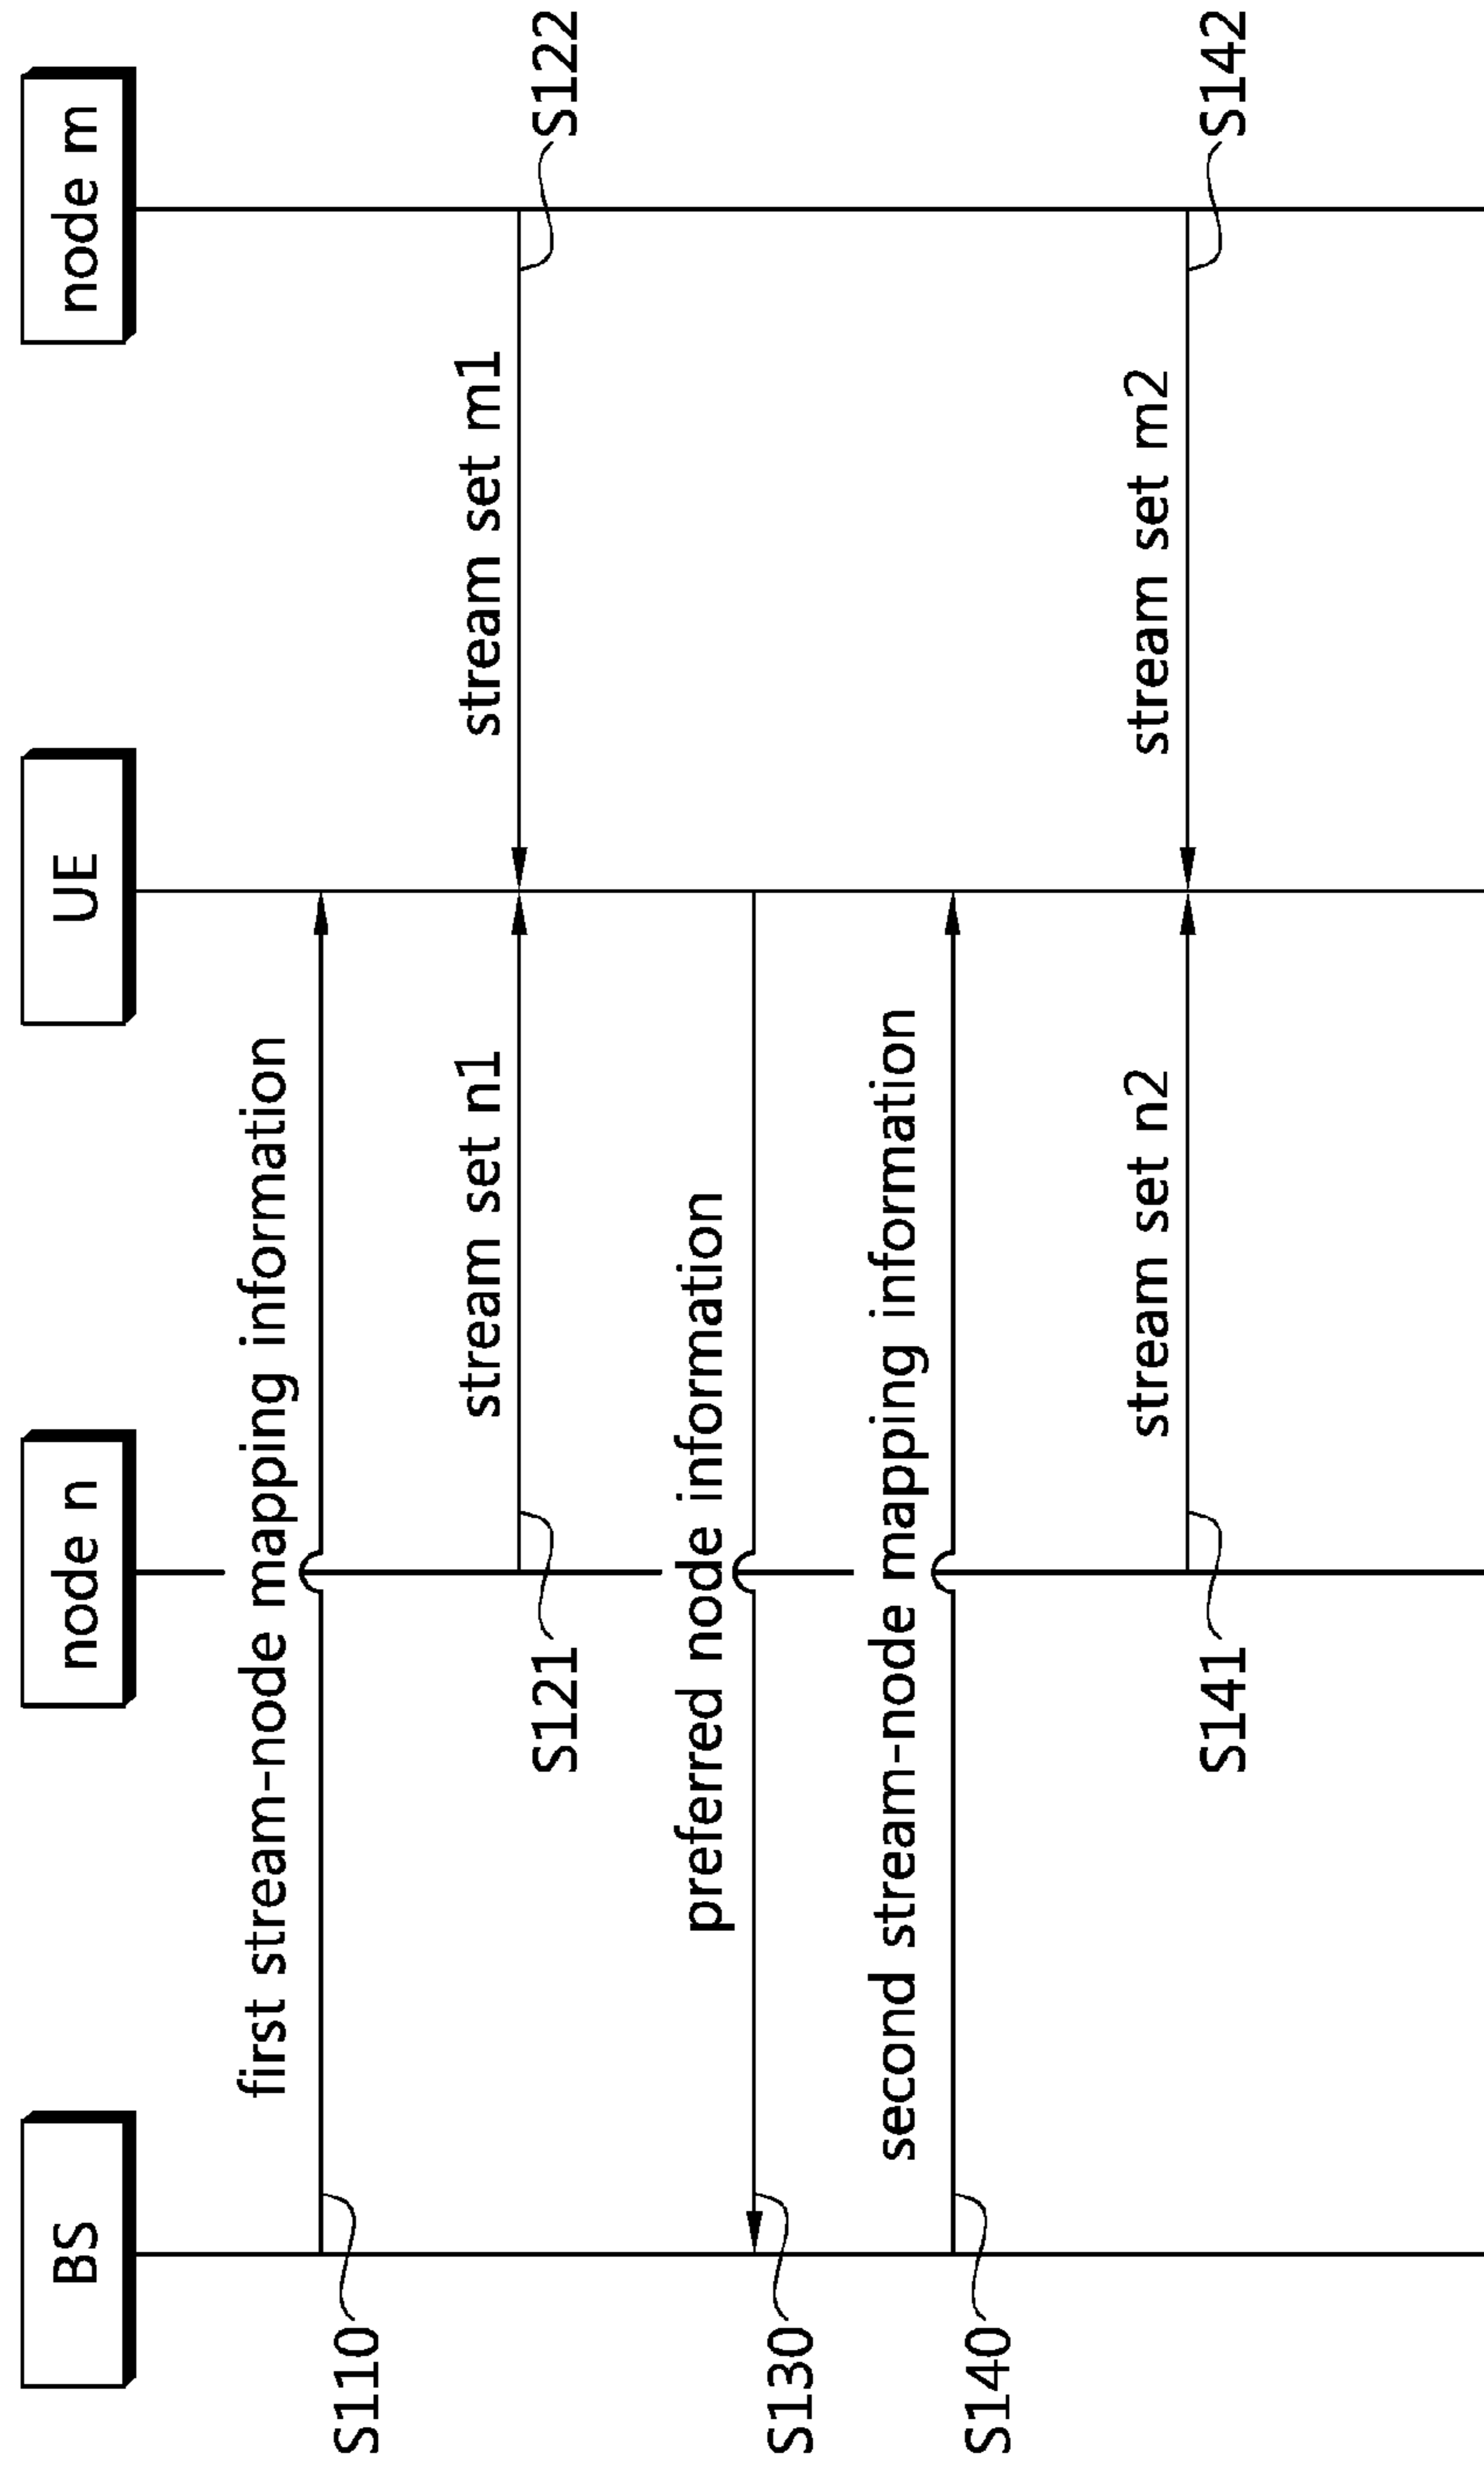 BS
node n
UE
node m
first stream-node mapping information
S110
stream set n1
stream set m1
S121
S122
preferred node information
S130
second stream-node mapping information
S140
stream set n2
stream set m2
S141
S142